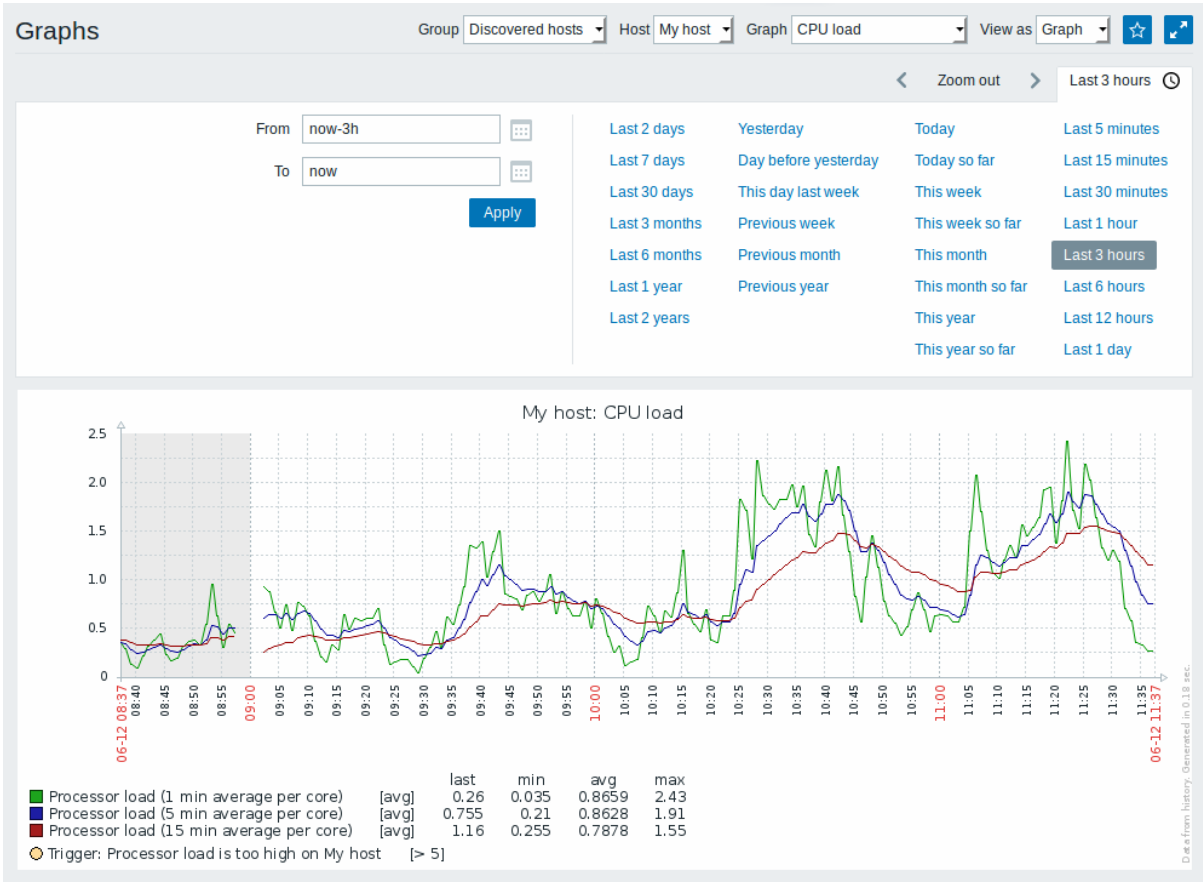 Graphs Group Discovered hosts Host My host Graph CPU load View as Graph
Zoom out Last 3 hours
From now-3h
To now
Apply
Last 2 days Yesterday Today Last 5 minutes
Last 7 days Day before yesterday Today so far Last 15 minutes
Last 30 days This day last week This week Last 30 minutes
Last 3 months Previous week This week so far Last 1 hour
Last 6 months Previous month This month Last 3 hours
Last 1 year Previous year This month so far Last 6 hours
Last 2 years This year Last 12 hours
This year so far Last 1 day
My host: CPU load
2.5
2.0
1.5
1.0
0.5
0
06-12 08:37 08:40 08:45 08:50 08:55 09:00 09:05 09:10 09:15 09:20 09:25 09:30 09:35 09:40 09:45 09:50 09:55 10:00 10:05 10:10 10:15 10:20 10:25 10:30 10:35 10:40 10:45 10:50 10:55 11:00 11:05 11:10 11:15 11:20 11:25 11:30 11:35 06-12 11:37
last min avg max
Processor load (1 min average per core) [avg] 0.26 0.035 0.8659 2.43
Processor load (5 min average per core) [avg] 0.755 0.21 0.8628 1.91
Processor load (15 min average per core) [avg] 1.16 0.255 0.7878 1.55
Trigger: Processor load is too high on My host [> 5]
Data from history. Generated in 0.18 sec.